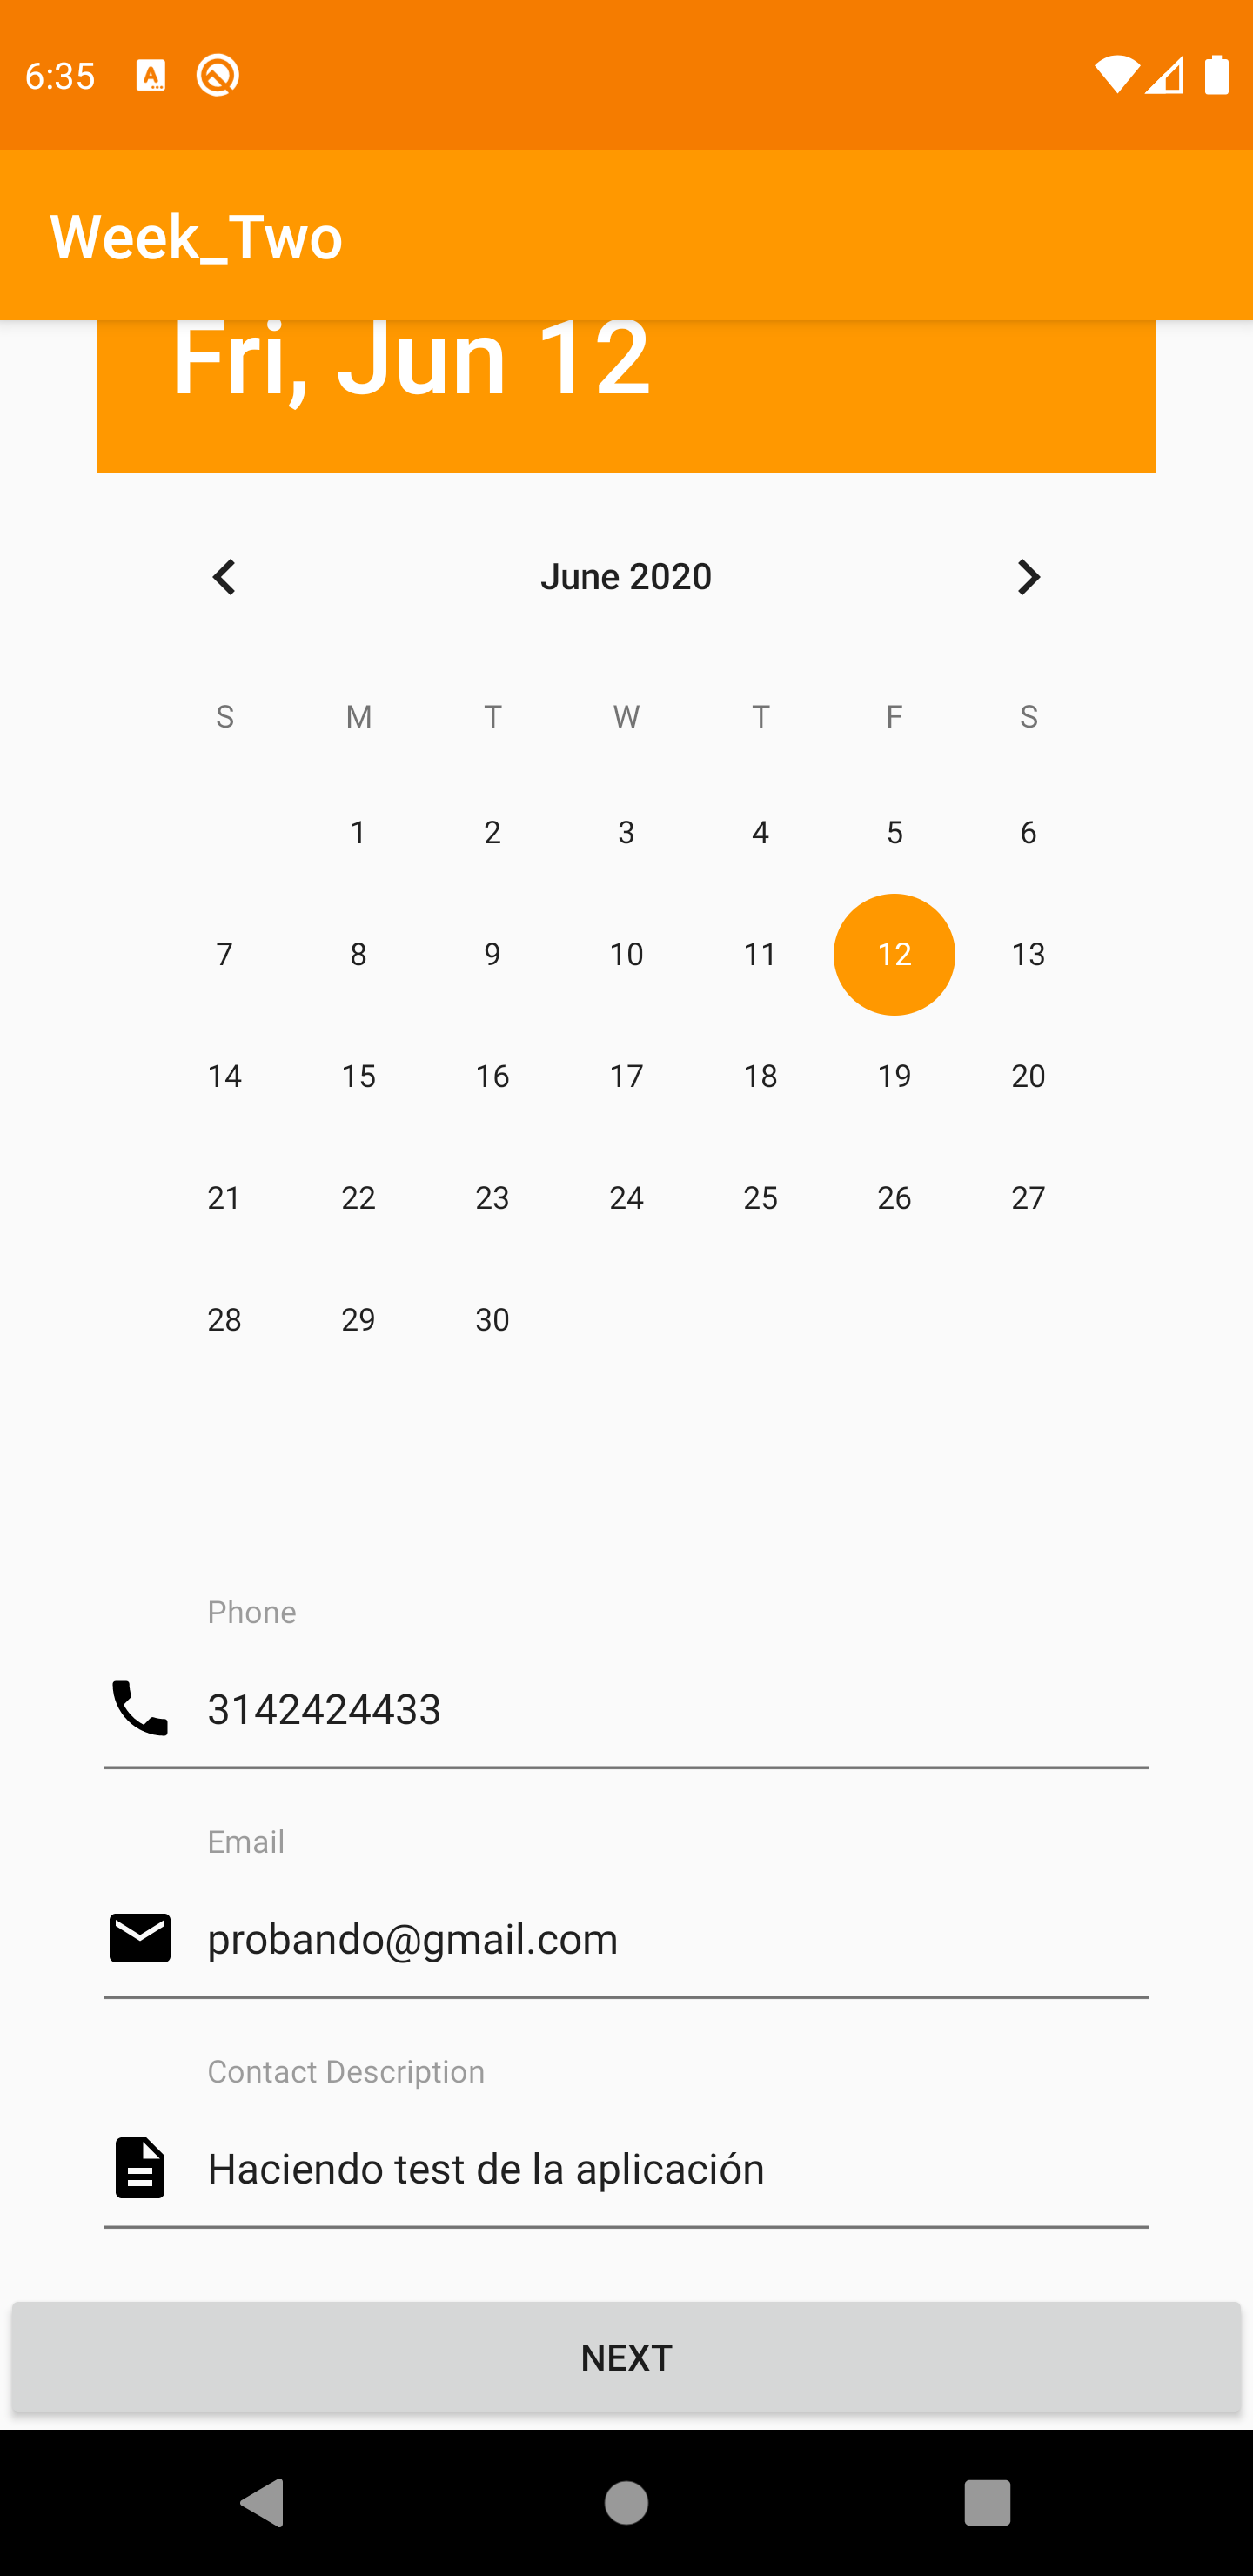 6:35
Week_Two
Fri, Jun 12
June 2020
S M T W T F S
1 2 3 4 5 6
7 8 9 10 11 12 13
14 15 16 17 18 19 20
21 22 23 24 25 26 27
28 29 30
Phone
3142424433
Email
probando@gmail.com
Contact Description
Haciendo test de la aplicación
NEXT